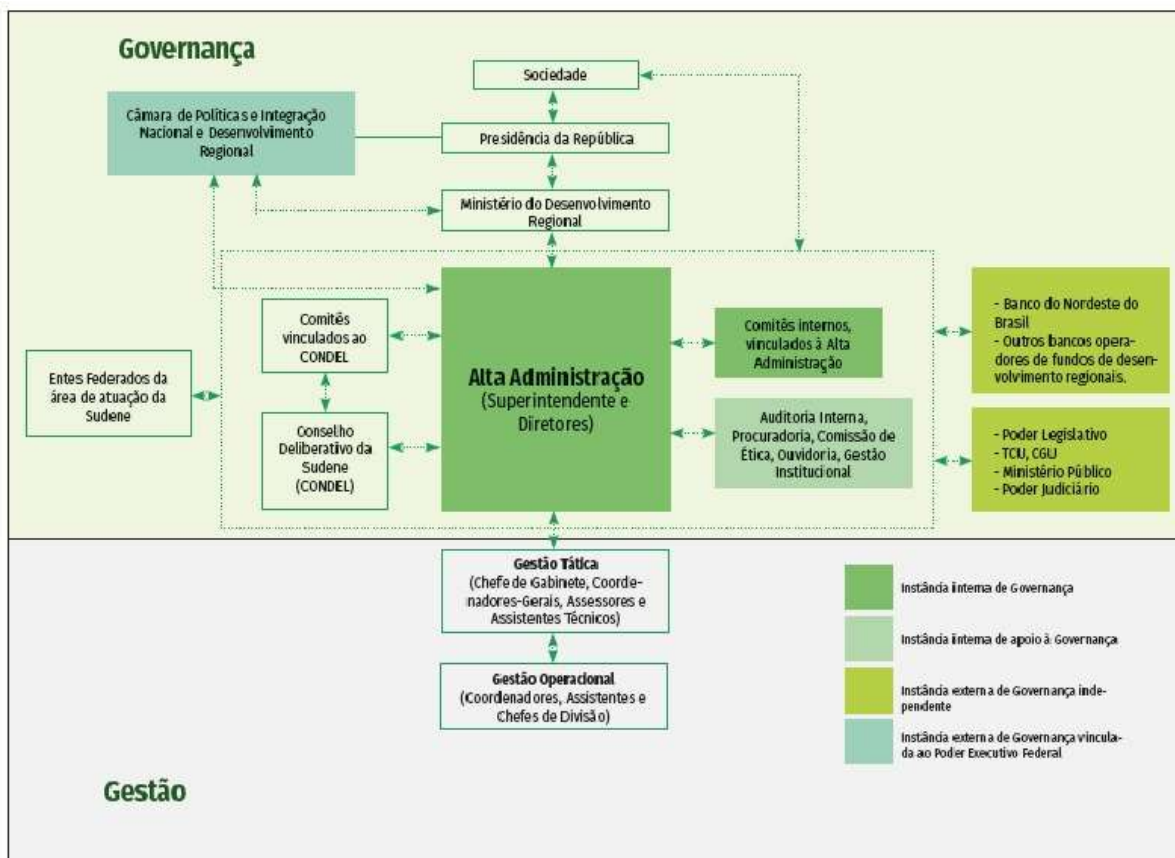 Governança
Sociedade
Câmara de Políticas e Integração
Nacional e Desenvolvimento
Regional
Presidência da República
Ministério do Desenvolvimento
Regional
Comitês
vinculados ao
CONDEL
Alta Administração
(Superintendente e
Diretores)
Comitês internos,
vinculados à Alta
Administração
- Banco do Nordeste do
Brasil
- Outros bancos opera-
dores de fundos de desen-
volvimento regionais.
Entes Federados da
área de atuação da
Sudene
Conselho
Deliberativo da
Sudene
(CONDEL)
Auditoria Interna,
Procuradoria, Comissão de
Ética, Ouvidoria, Gestão
Institucional
- Poder Legislativo
- TCU, CGU
- Ministério Público
- Poder Judiciário
Gestão Tática
(Chefe de Gabinete, Coorde-
nadores-Gerais, Assessores e
Assistentes Técnicos)
Gestão Operacional
(Coordenadores, Assistentes e
Chefes de Divisão)
Instância interna de Governança
Instância interna de apoio à Governança
Instância externa de Governança inde-
pendente
Instância externa de Governança vincula-
da ao Poder Executivo Federal
Gestão